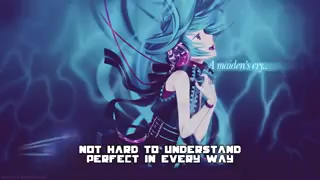 A maiden's cry..
NOT HARD TO UNDERSTAND
PERFECT IN EVERY WAY